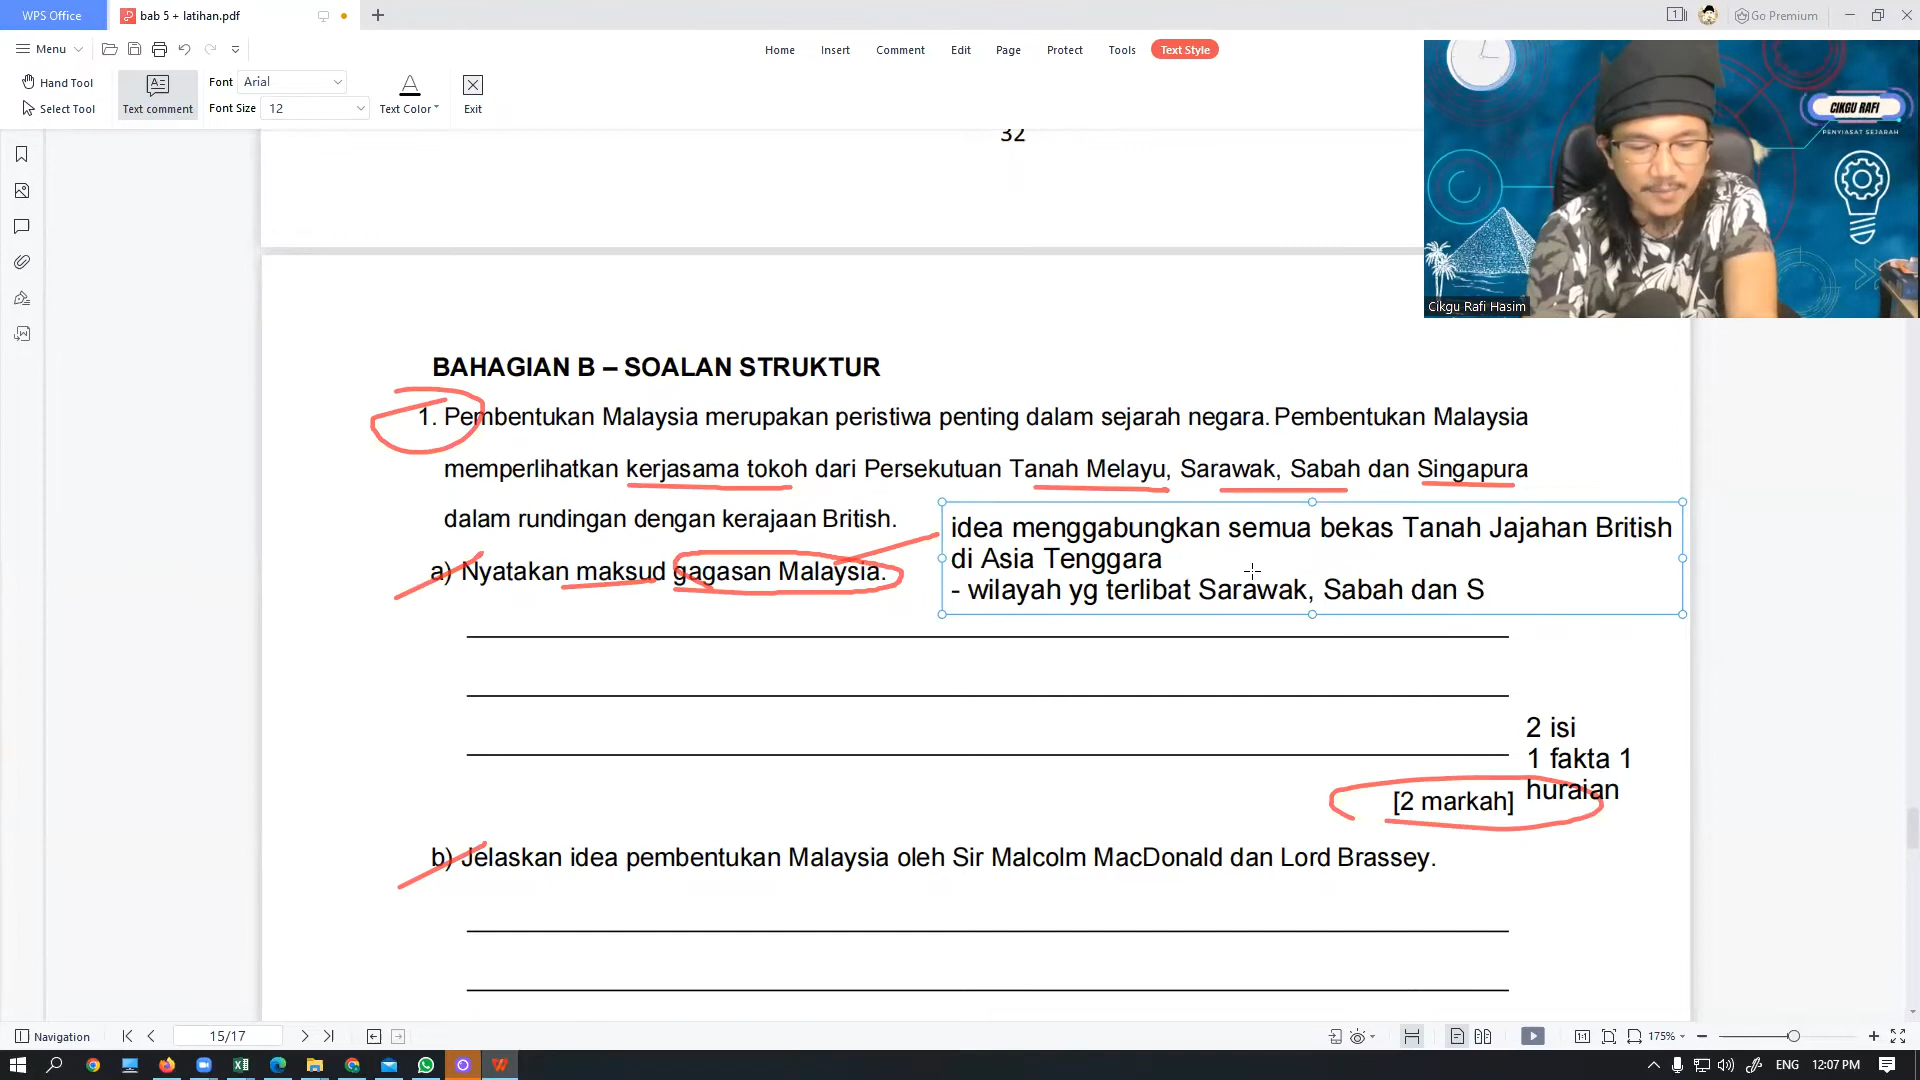 WPS Office
bab 5 + latihan.pdf
1
Go Premium
Menu
Home
Insert
Comment
Edit
Page
Protect
Tools
Text Style
Hand Tool
Select Tool
Text comment
Font Arial
Font Size 12
Text Color
Exit
CIKGU RAFI
PENYIASAT SEJARAH
Cikgu Rafi Hasim
32
BAHAGIAN B – SOALAN STRUKTUR
1. Pembentukan Malaysia merupakan peristiwa penting dalam sejarah negara. Pembentukan Malaysia
memperlihatkan kerjasama tokoh dari Persekutuan Tanah Melayu, Sarawak, Sabah dan Singapura
dalam rundingan dengan kerajaan British.
idea menggabungkan semua bekas Tanah Jajahan British
di Asia Tenggara
- wilayah yg terlibat Sarawak, Sabah dan S
a) Nyatakan maksud gagasan Malaysia.
2 isi
1 fakta 1
huraian
[2 markah]
b) Jelaskan idea pembentukan Malaysia oleh Sir Malcolm MacDonald dan Lord Brassey.
Navigation
15/17
175%
ENG
12:07 PM